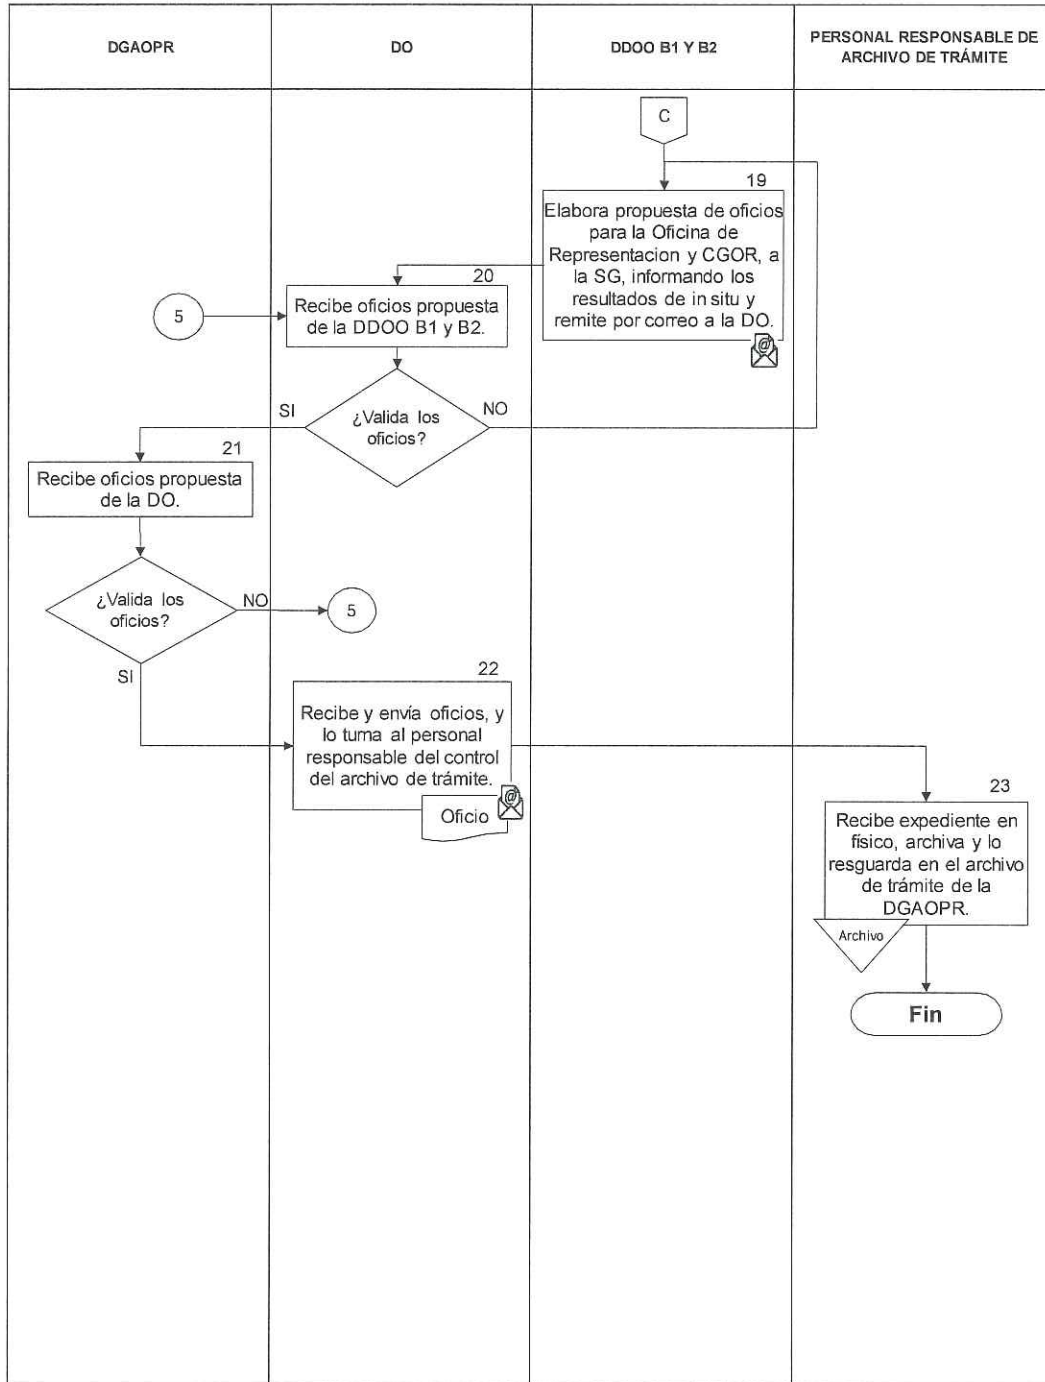 DGAOPR
DO
DDOO B1 Y B2
PERSONAL RESPONSABLE DE
ARCHIVO DE TRÁMITE
C
19
Elabora propuesta de oficios
para la Oficina de
Representacion y CGOR, a
la SG, informando los
resultados de in situ y
remite por correo a la DO.
@
20
Recibe oficios propuesta
de la DDOO B1 y B2.
5
¿Valida los
oficios?
SI
NO
21
Recibe oficios propuesta
de la DO.
¿Valida los
oficios?
NO
5
SI
22
Recibe y envía oficios, y
lo turna al personal
responsable del control
del archivo de trámite.
@
Oficio
23
Recibe expediente en
físico, archiva y lo
resguarda en el archivo
de trámite de la
DGAOPR.
Archivo
Fin